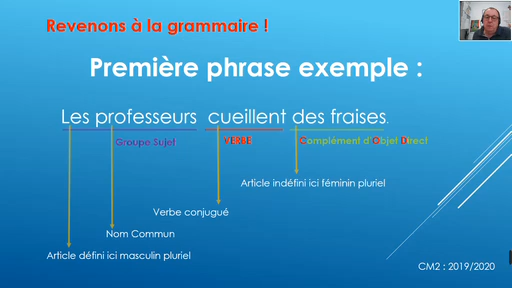 Revenons à la grammaire !
Première phrase exemple :
Les professeurs cueillent des fraises.
Groupe Sujet VERBE Complément d'Objet Direct
Article indéfini ici féminin pluriel
Verbe conjugué
Nom Commun
Article défini ici masculin pluriel
CM2 : 2019/2020